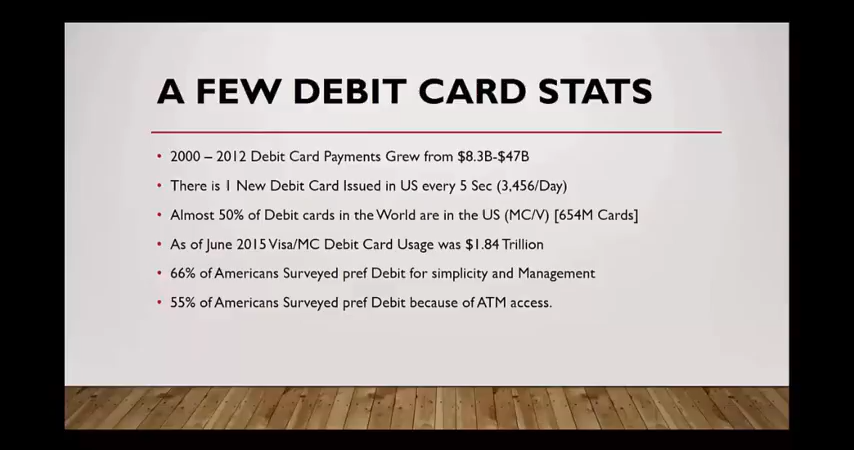 A FEW DEBIT CARD STATS
• 2000 – 2012 Debit Card Payments Grew from $8.3B-$47B
• There is 1 New Debit Card Issued in US every 5 Sec (3,456/Day)
• Almost 50% of Debit cards in the World are in the US (MC/V) [654M Cards]
• As of June 2015 Visa/MC Debit Card Usage was $1.84 Trillion
• 66% of Americans Surveyed pref Debit for simplicity and Management
• 55% of Americans Surveyed pref Debit because of ATM access.